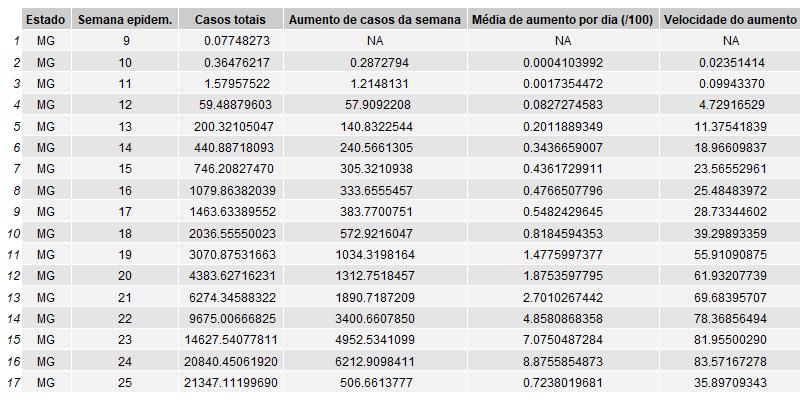 Estado Semana epidem. Casos totais Aumento de casos da semana Média de aumento por dia (/100) Velocidade do aumento
1 MG 9 0.07748273 NA NA NA
2 MG 10 0.36476217 0.2872794 0.0004103992 0.02351414
3 MG 11 1.57957522 1.2148131 0.0017354472 0.09943370
4 MG 12 59.48879603 57.9092208 0.0827274583 4.72916529
5 MG 13 200.32105047 140.8322544 0.2011889349 11.37541839
6 MG 14 440.88718093 240.5661305 0.3436659007 18.96609837
7 MG 15 746.20827470 305.3210938 0.4361729911 23.56552961
8 MG 16 1079.86382039 333.6555457 0.4766507796 25.48483972
9 MG 17 1463.63389552 383.7700751 0.5482429645 28.73344602
10 MG 18 2036.55550023 572.9216047 0.8184594353 39.29893359
11 MG 19 3070.87531663 1034.3198164 1.4775997377 55.91090875
12 MG 20 4383.62716231 1312.7518457 1.8753597795 61.93207739
13 MG 21 6274.34588322 1890.7187209 2.7010267442 69.68395707
14 MG 22 9675.00666825 3400.6607850 4.8580868358 78.36856494
15 MG 23 14627.54077811 4952.5341099 7.0750487284 81.95500290
16 MG 24 20840.45061920 6212.9098411 8.8755854873 83.57167278
17 MG 25 21347.11199690 506.6613777 0.7238019681 35.89709343